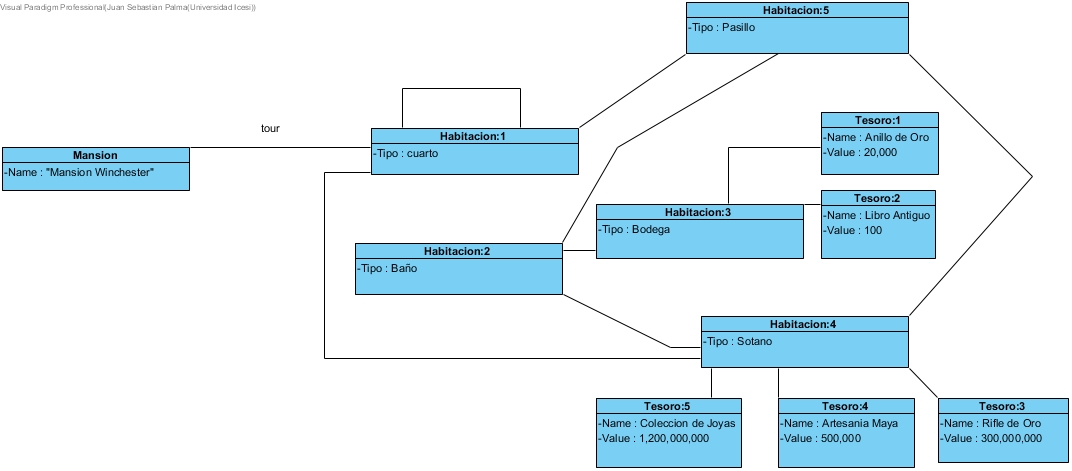 Visual Paradigm Professional(Juan Sebastian Palma(Universidad Icesi))
Habitacion:5
-Tipo : Pasillo
tour
Habitacion:1
-Tipo : cuarto
Mansion
-Name : "Mansion Winchester"
Tesoro:1
-Name : Anillo de Oro
-Value : 20,000
Tesoro:2
-Name : Libro Antiguo
-Value : 100
Habitacion:3
-Tipo : Bodega
Habitacion:2
-Tipo : Baño
Habitacion:4
-Tipo : Sotano
Tesoro:5
-Name : Coleccion de Joyas
-Value : 1,200,000,000
Tesoro:4
-Name : Artesania Maya
-Value : 500,000
Tesoro:3
-Name : Rifle de Oro
-Value : 300,000,000